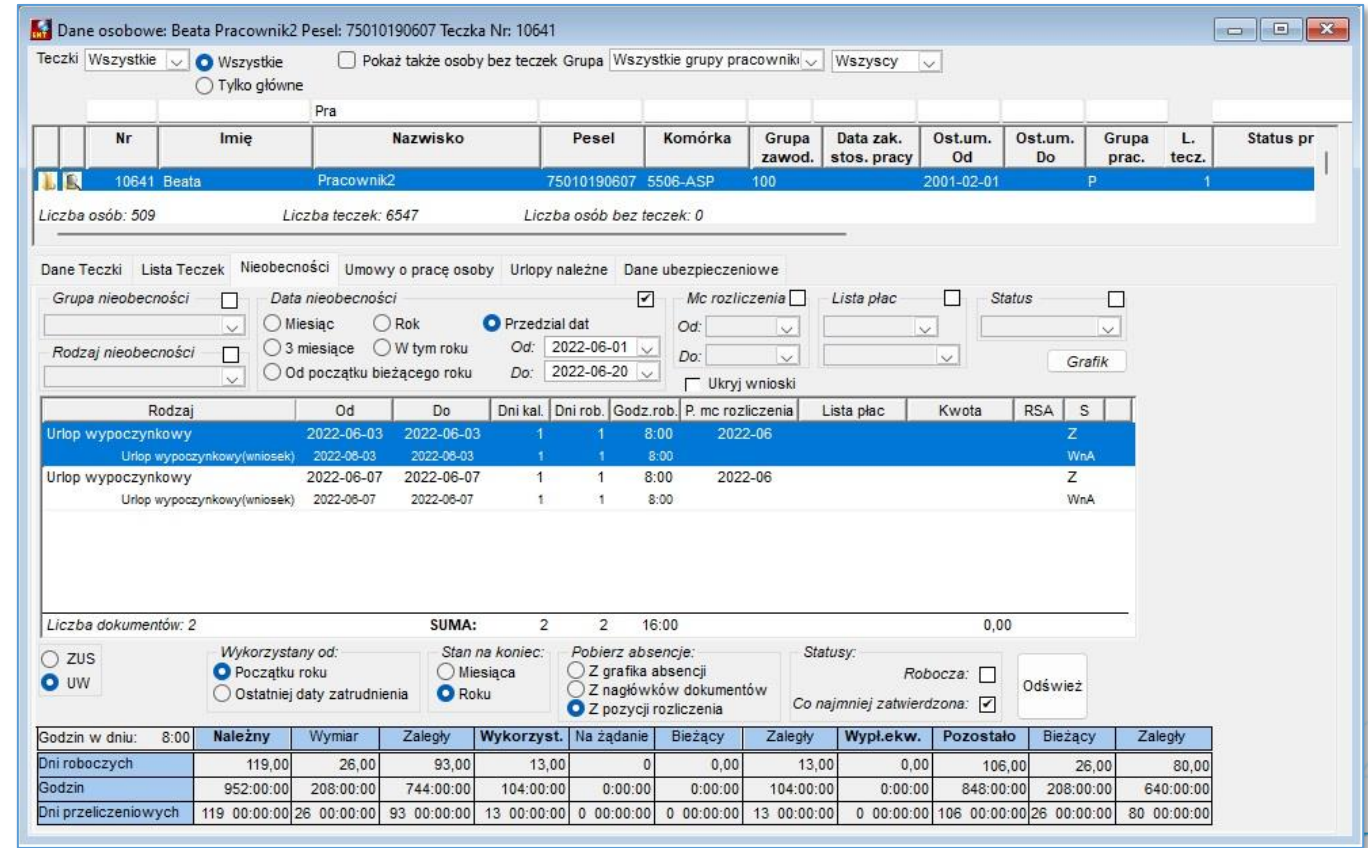 Dane osobowe: Beata Pracownik2 Pesel: 75010190607 Teczka Nr: 10641
Teczki Wszystkie Wszystkie Pokaż także osoby bez teczek Grupa Wszystkie grupy pracowniki Wszyscy
Tylko główne
Pra
Nr Imię Nazwisko Pesel Komórka Grupa zawod. Data zak. stos. pracy Ost.um. Od Ost.um. Do Grupa prac. L. tecz. Status pr
10641 Beata Pracownik2 75010190607 5506-ASP 100 2001-02-01 P 1
Liczba osób: 509 Liczba teczek: 6547 Liczba osób bez teczek: 0
Dane Teczki Lista Teczek Nieobecności Umowy o pracę osoby Urlopy należne Dane ubezpieczeniowe
Grupa nieobecności Data nieobecności Mc rozliczenia Lista płac Status
Miesiąc Rok Przedzial dat Od:
3 miesiące W tym roku Od: 2022-06-01
Rodzaj nieobecności Do: Grafik
Od początku bieżącego roku Do: 2022-06-20
Ukryj wnioski
Rodzaj Od Do Dni kal. Dni rob. Godz.rob. P. mc rozliczenia Lista płac Kwota RSA S
Urlop wypoczynkowy 2022-06-03 2022-06-03 1 1 8:00 2022-06 Z
Urlop wypoczynkowy(wniosek) 2022-06-03 2022-06-03 1 1 8:00 WnA
Urlop wypoczynkowy 2022-06-07 2022-06-07 1 1 8:00 2022-06 Z
Urlop wypoczynkowy(wniosek) 2022-06-07 2022-06-07 1 1 8:00 WnA
Liczba dokumentów: 2 SUMA: 2 2 16:00 0,00
ZUS Wykorzystany od: Stan na koniec: Pobierz absencje: Statusy:
UW Początku roku Miesiąca Z grafika absencji Robocza: Odśwież
Ostatniej daty zatrudnienia Roku Z nagłówków dokumentów
Z pozycji rozliczenia Co najmniej zatwierdzona:
Godzin w dniu: 8:00 Należny Wymiar Zaległy Wykorzyst. Na żądanie Bieżący Zaległy Wypł.ekw. Pozostało Bieżący Zaległy
Dni roboczych 119,00 26,00 93,00 13,00 0 0,00 13,00 0,00 106,00 26,00 80,00
Godzin 952:00:00 208:00:00 744:00:00 104:00:00 0:00:00 0:00:00 104:00:00 0:00:00 848:00:00 208:00:00 640:00:00
Dni przeliczeniowych 119 00:00:00 26 00:00:00 93 00:00:00 13 00:00:00 0 00:00:00 0 00:00:00 13 00:00:00 0 00:00:00 106 00:00:00 26 00:00:00 80 00:00:00